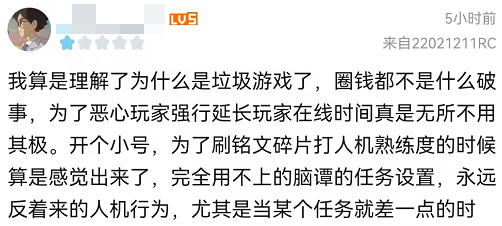 LV5
5小时前
来自22021211RC
我算是理解了为什么是垃圾游戏了，圈钱都不是什么破
事，为了恶心玩家强行延长玩家在线时间真是无所不用
其极。开个小号，为了刷铭文碎片打人机熟练度的时候
算是感觉出来了，完全用不上的脑谭的任务设置，永远
反着来的人机行为，尤其是当某个任务就差一点的时